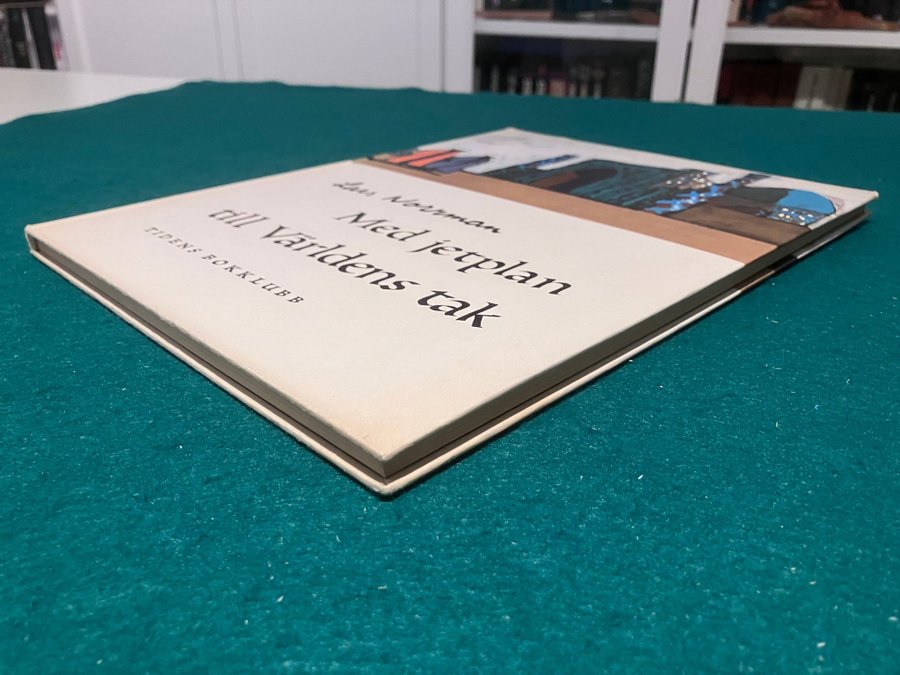 Lars Norrman
Med jetplan
till Världens tak
TIDENS BOKKLUBB